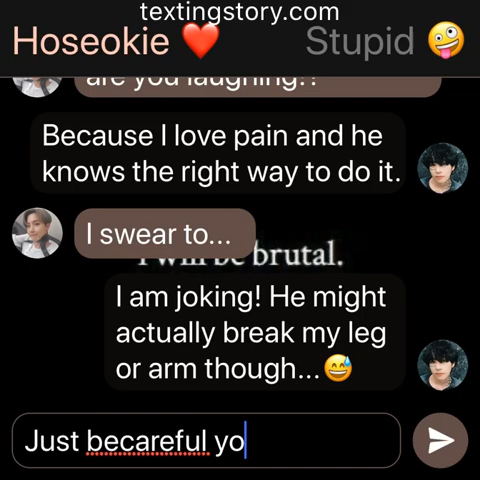 textingstory.com
Hoseokie ❤️ Stupid 🤪
are you laughing??
Because I love pain and he
knows the right way to do it.
I swear to...
I will be brutal.
I am joking! He might
actually break my leg
or arm though...😅
Just becareful yo